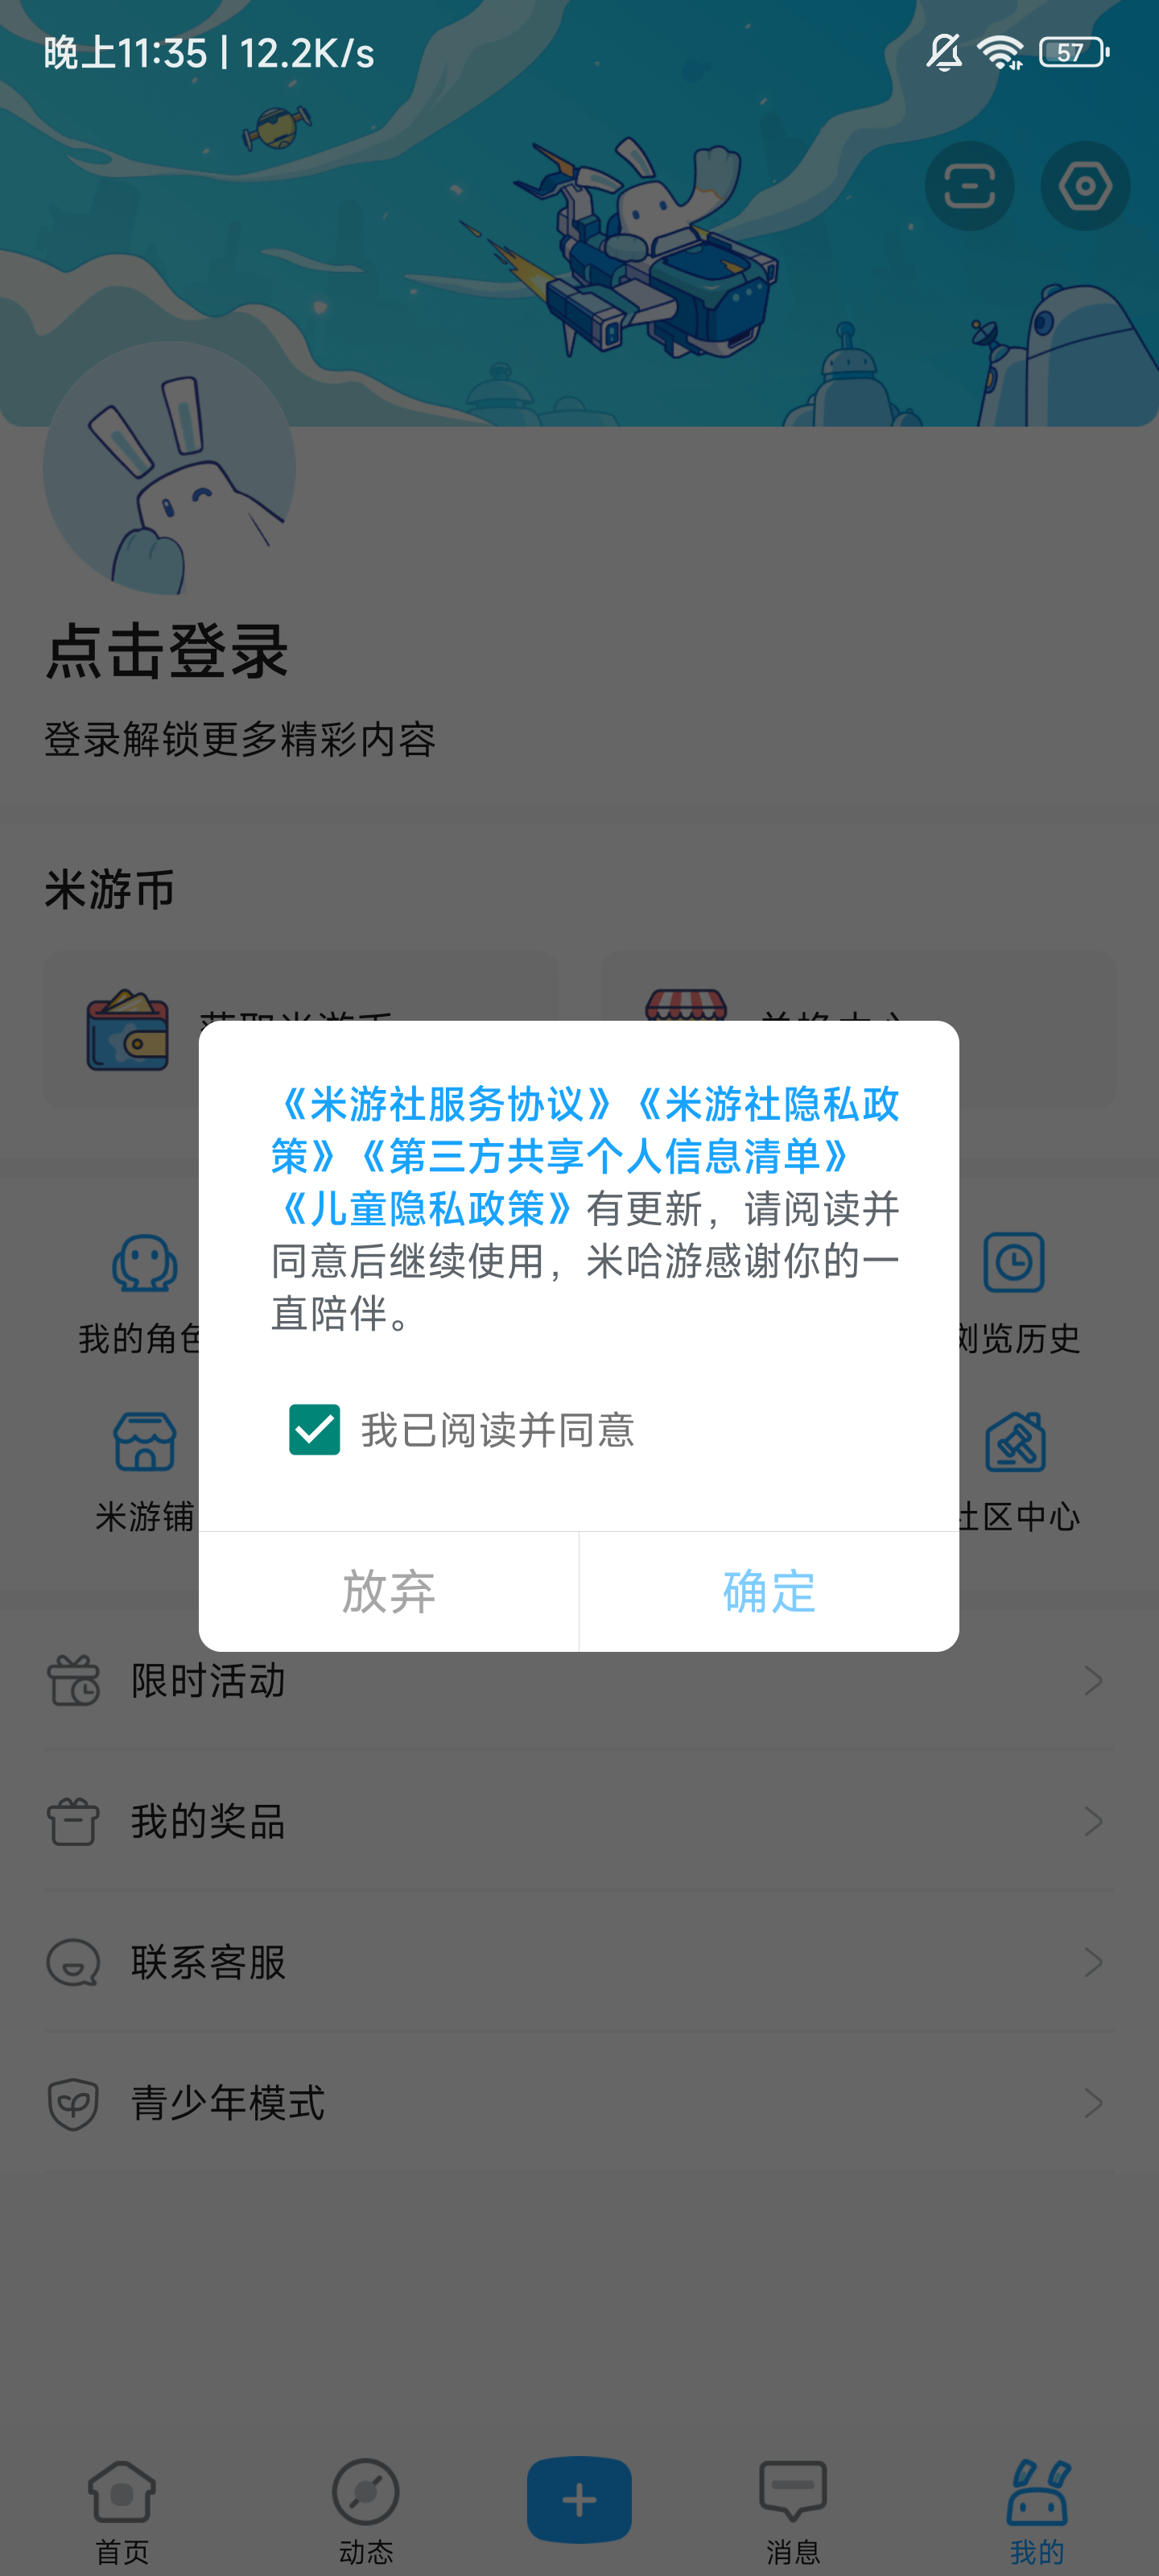 晚上11:35 | 12.2K/s
57
点击登录
登录解锁更多精彩内容
米游币
《米游社服务协议》《米游社隐私政
策》《第三方共享个人信息清单》
《儿童隐私政策》有更新，请阅读并
同意后继续使用，米哈游感谢你的一
直陪伴。
我的角色
浏览历史
我已阅读并同意
米游铺
社区中心
放弃
确定
限时活动
我的奖品
联系客服
青少年模式
首页
动态
消息
我的